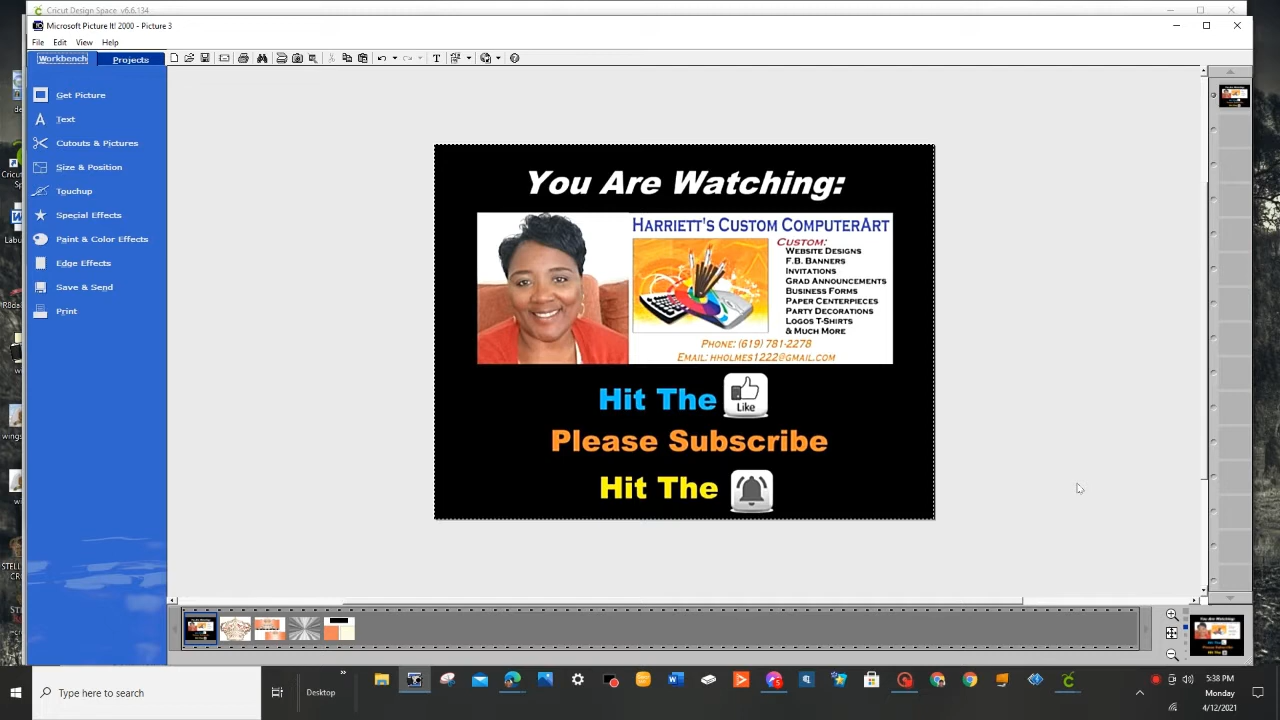 Cricut Design Space v6.6.134
Microsoft Picture It! 2000 - Picture 3
File Edit View Help
Workbench Projects
Get Picture
Text
Cutouts & Pictures
Size & Position
Touchup
Special Effects
Paint & Color Effects
Edge Effects
Save & Send
Print
You Are Watching:
HARRIETT'S CUSTOM COMPUTERART
CUSTOM:
WEBSITE DESIGNS
F.B. BANNERS
INVITATIONS
GRAD ANNOUNCEMENTS
BUSINESS FORMS
PAPER CENTERPIECES
PARTY DECORATIONS
LOGOS T-SHIRTS
& MUCH MORE
PHONE: (619) 781-2278
EMAIL: HHOLMES1222@GMAIL.COM
Hit The Like
Please Subscribe
Hit The
Type here to search
Desktop
5:38 PM
Monday
4/12/2021